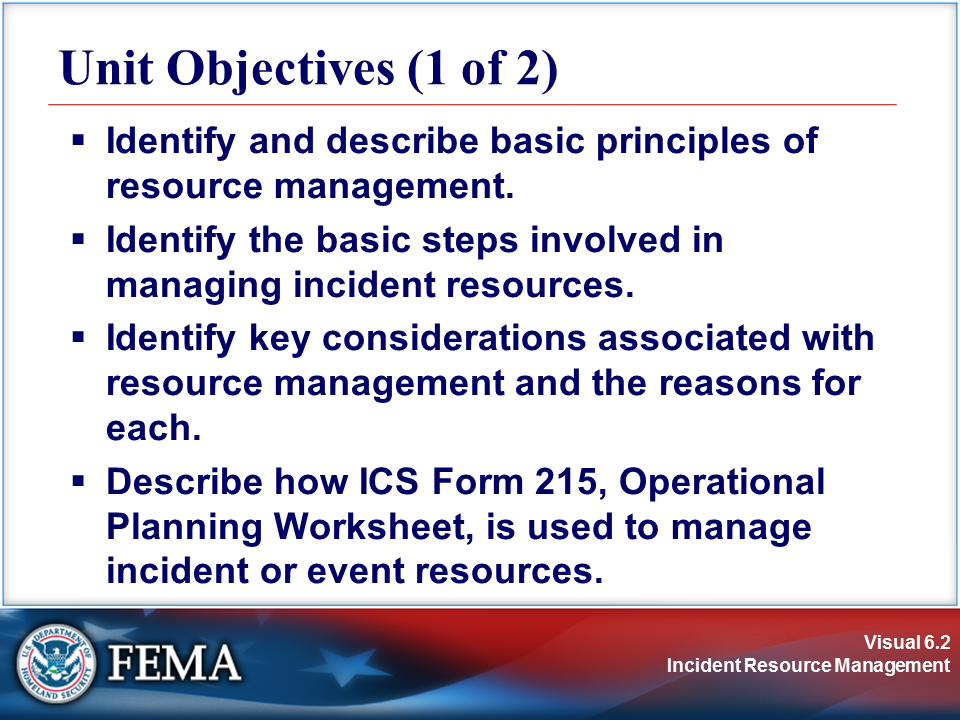 Unit Objectives (1 of 2)
▪ Identify and describe basic principles of
resource management.
▪ Identify the basic steps involved in
managing incident resources.
▪ Identify key considerations associated with
resource management and the reasons for
each.
▪ Describe how ICS Form 215, Operational
Planning Worksheet, is used to manage
incident or event resources.
U.S. DEPARTMENT OF HOMELAND SECURITY
FEMA
Visual 6.2
Incident Resource Management